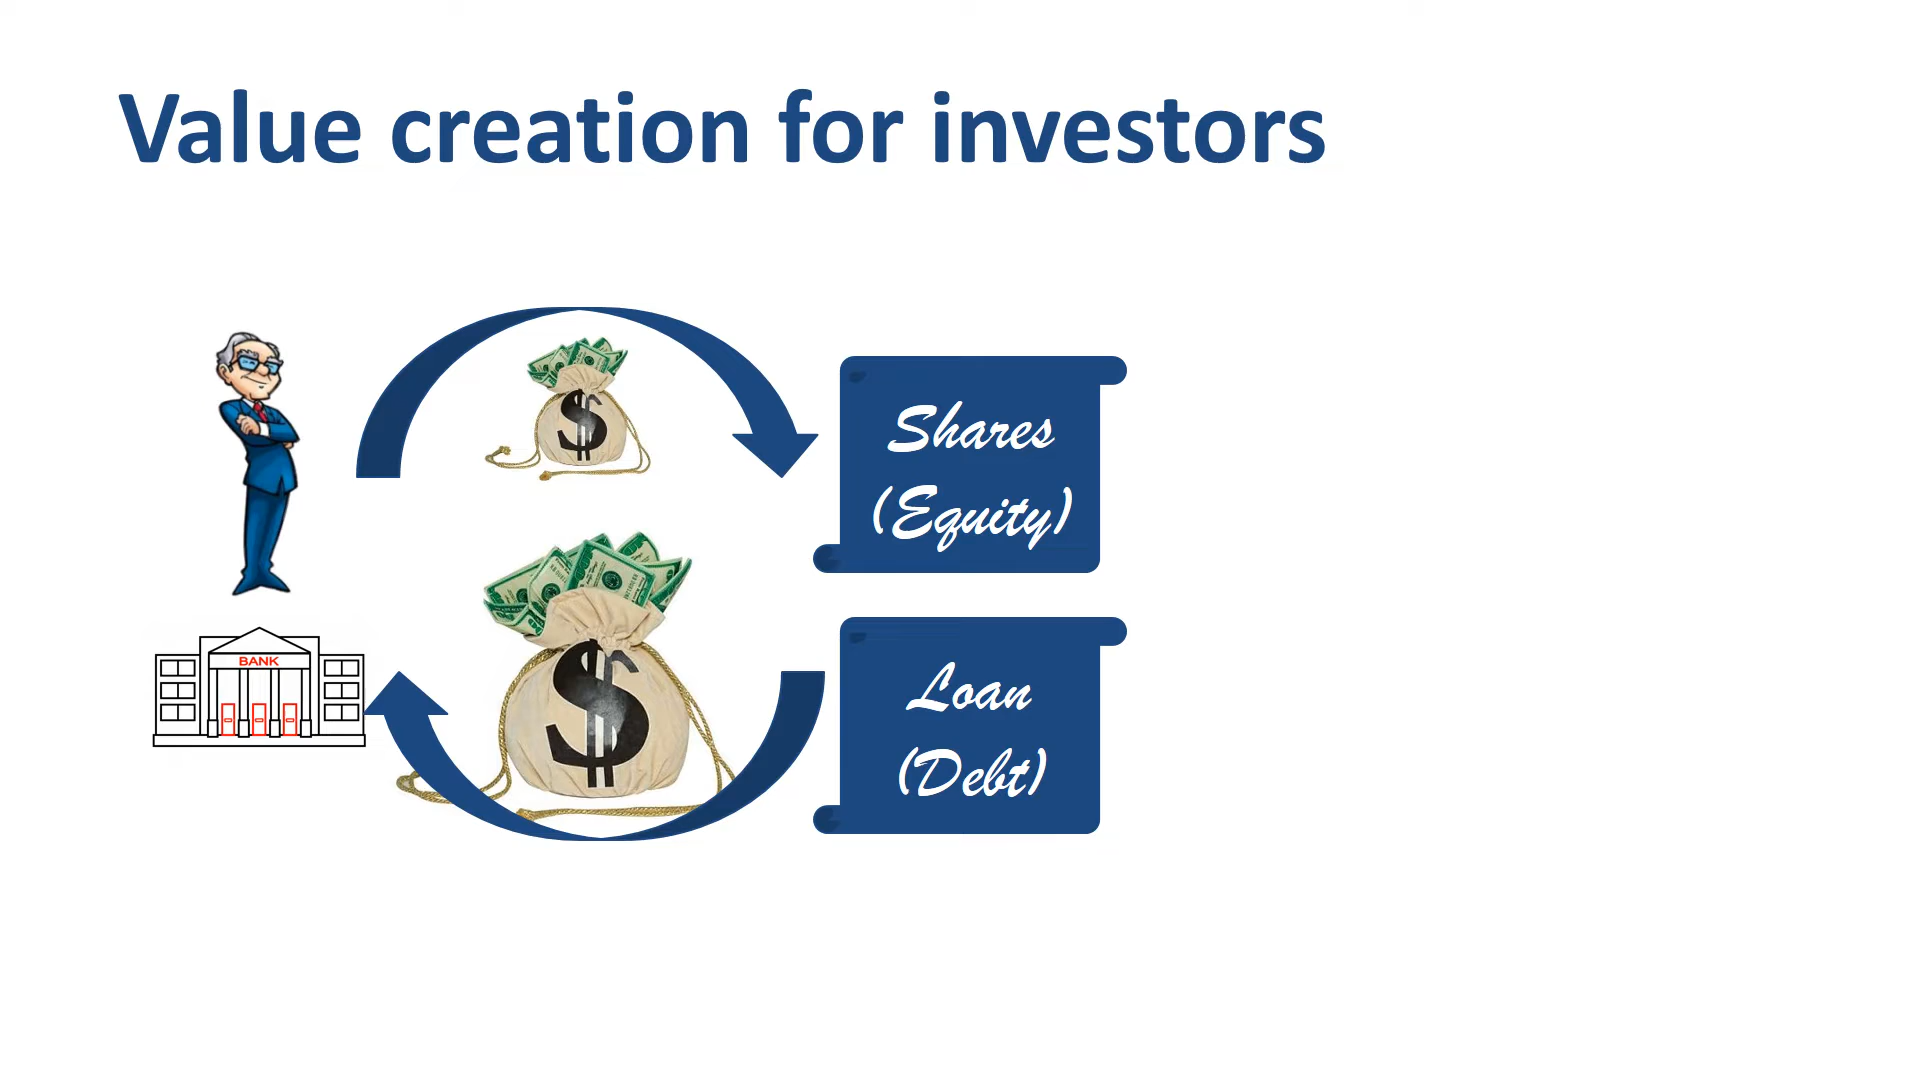 Value creation for investors
Shares
(Equity)
$
BANK
$
Loan
(Debt)